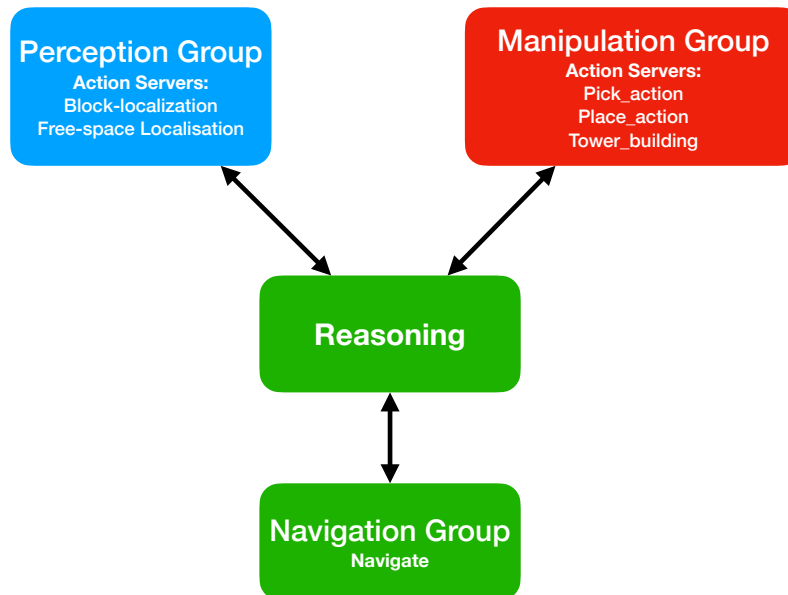 Perception Group
Action Servers:
Block-localization
Free-space Localisation
Manipulation Group
Action Servers:
Pick_action
Place_action
Tower_building
Reasoning
Navigation Group
Navigate